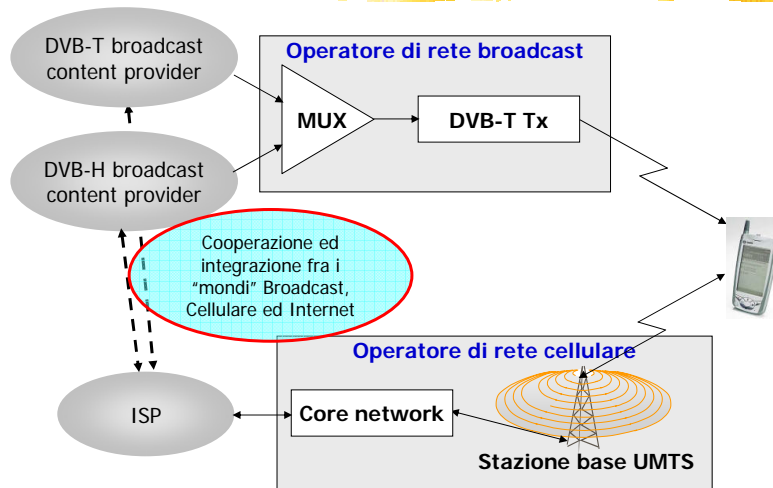 DVB-T broadcast
content provider
Operatore di rete broadcast
MUX
DVB-T Tx
DVB-H broadcast
content provider
Cooperazione ed
integrazione fra i
“mondi” Broadcast,
Cellulare ed Internet
Operatore di rete cellulare
ISP
Core network
Stazione base UMTS